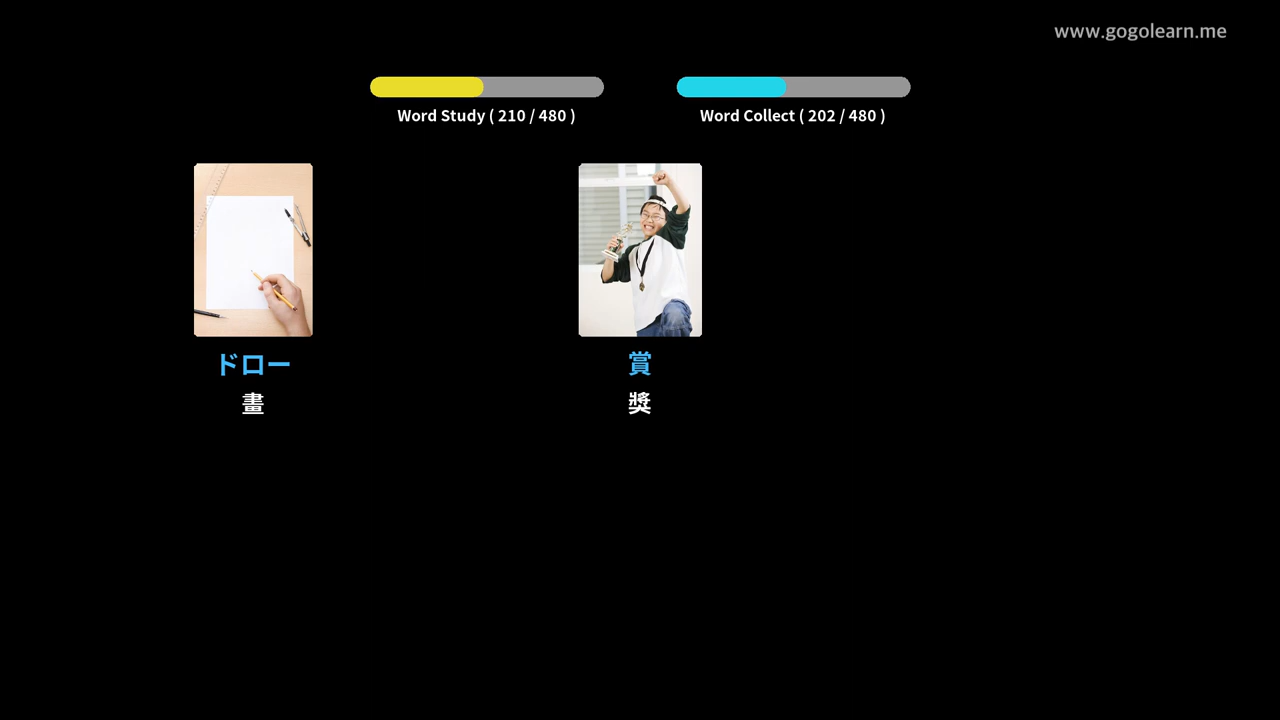 www.gogolearn.me
Word Study ( 210 / 480 )
Word Collect ( 202 / 480 )
ドロー
畫
賞
獎